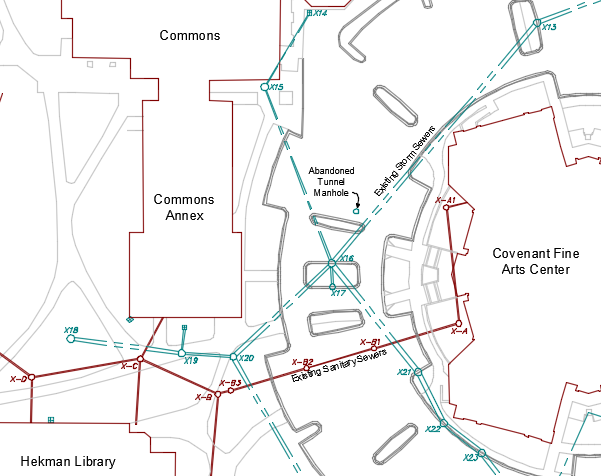 X14
X13
Commons
X15
Existing Storm Sewers
Abandoned
Tunnel
Manhole
Commons
Annex
X-A1
Covenant Fine
Arts Center
X16
X17
X18
X-A
X19
X20
X-B1
X-B2
Existing Sanitary Sewers
X-C
X-D
X-B
X-B3
X21
X22
X23
Hekman Library